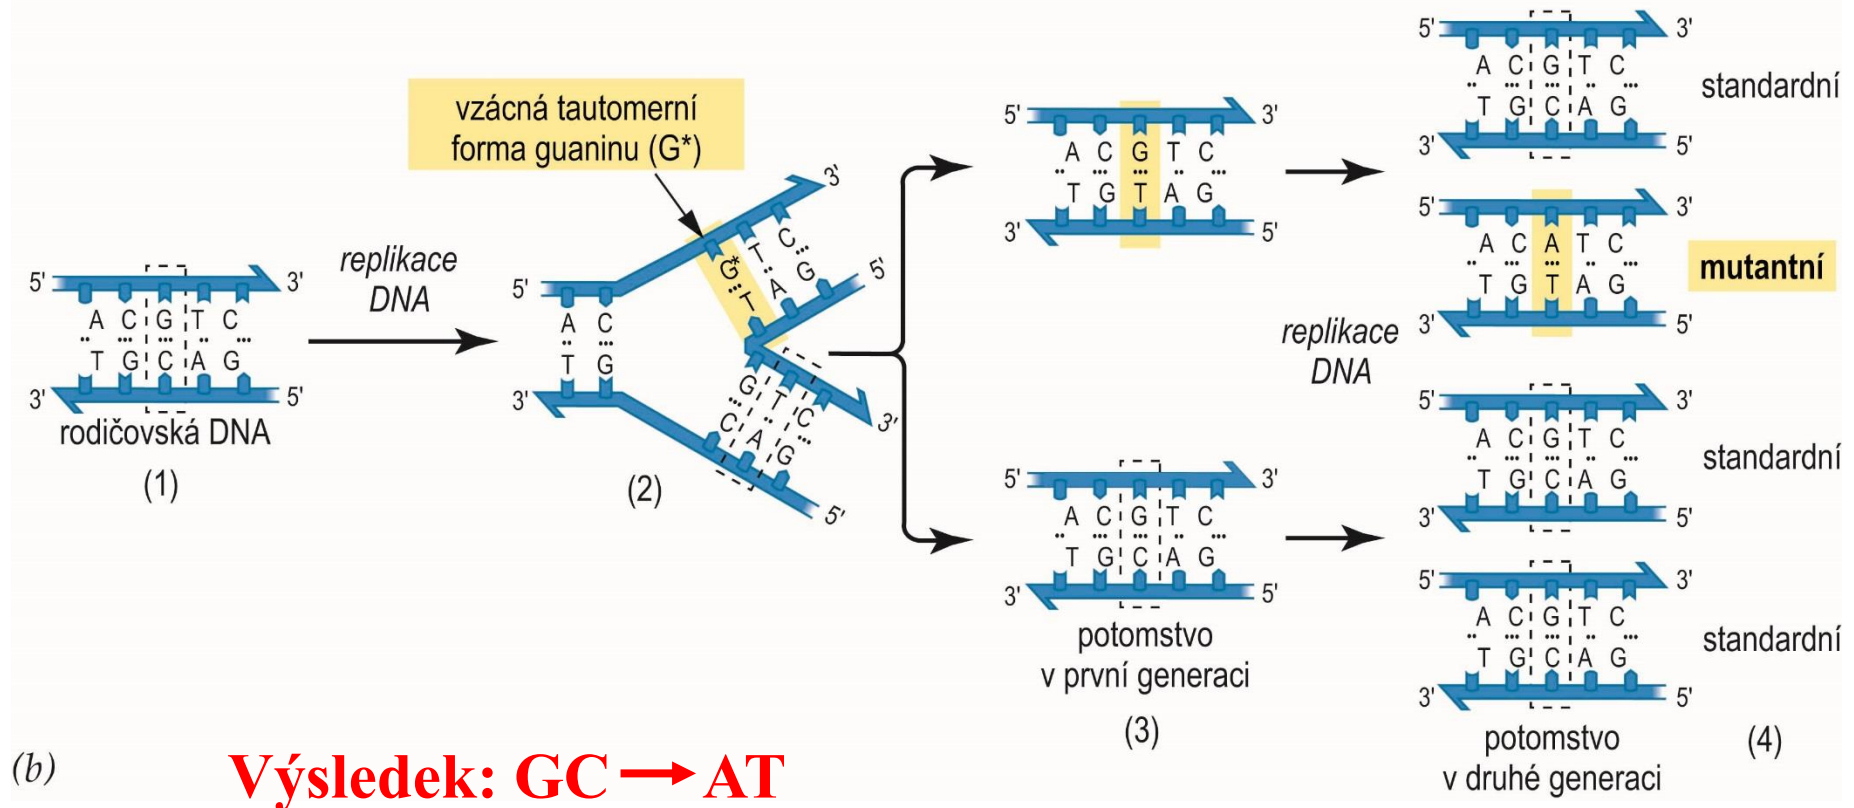 5' 3'
A C G T C
T G C A G
3' 5'
rodičovská DNA
(1)
replikace
DNA
vzácná tautomerní
forma guaninu (G*)
5' 3'
A C G* T C
T G T A G
5'
3' G T C
C A G
3'
5'
(2)
5' 3'
A C G T C
T G T A G
3' 5'
5' 3'
A C G T C
T G C A G
3' 5'
potomstvo
v první generaci
(3)
replikace
DNA
5' 3'
A C G T C
T G C A G
3' 5'
standardní
5' 3'
A C A T C
T G T A G
3' 5'
mutantní
5' 3'
A C G T C
T G C A G
3' 5'
standardní
5' 3'
A C G T C
T G C A G
3' 5'
standardní
potomstvo
v druhé generaci
(4)
(b)
Výsledek: GC → AT